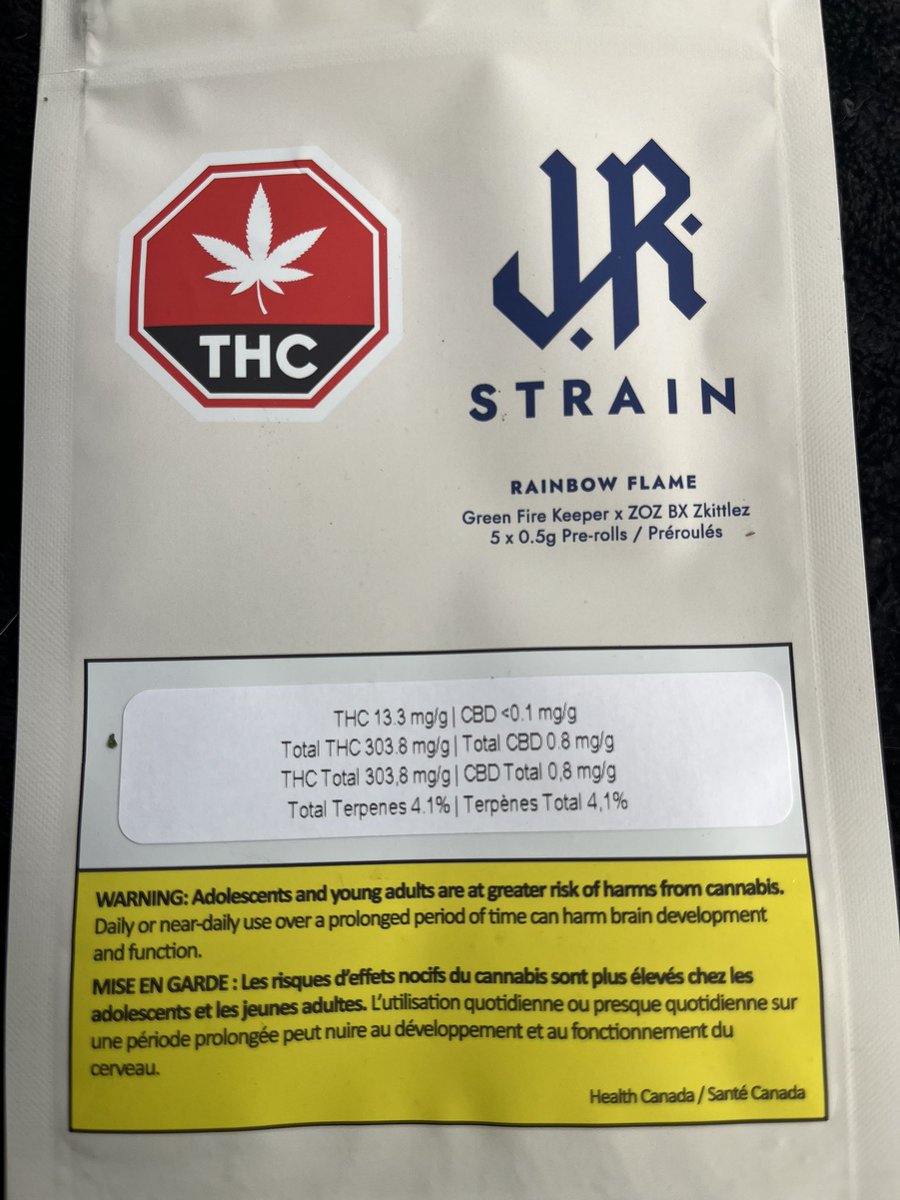 THC
J.R.
STRAIN
RAINBOW FLAME
Green Fire Keeper x ZOZ BX Zkittlez
5 x 0.5g Pre-rolls / Préroulés
THC 13.3 mg/g | CBD <0.1 mg/g
Total THC 303.8 mg/g | Total CBD 0.8 mg/g
THC Total 303,8 mg/g | CBD Total 0,8 mg/g
Total Terpenes 4.1% | Terpènes Total 4,1%
WARNING: Adolescents and young adults are at greater risk of harms from cannabis.
Daily or near-daily use over a prolonged period of time can harm brain development
and function.
MISE EN GARDE : Les risques d’effets nocifs du cannabis sont plus élevés chez les
adolescents et les jeunes adultes. L’utilisation quotidienne ou presque quotidienne sur
une période prolongée peut nuire au développement et au fonctionnement du
cerveau.
Health Canada / Santé Canada